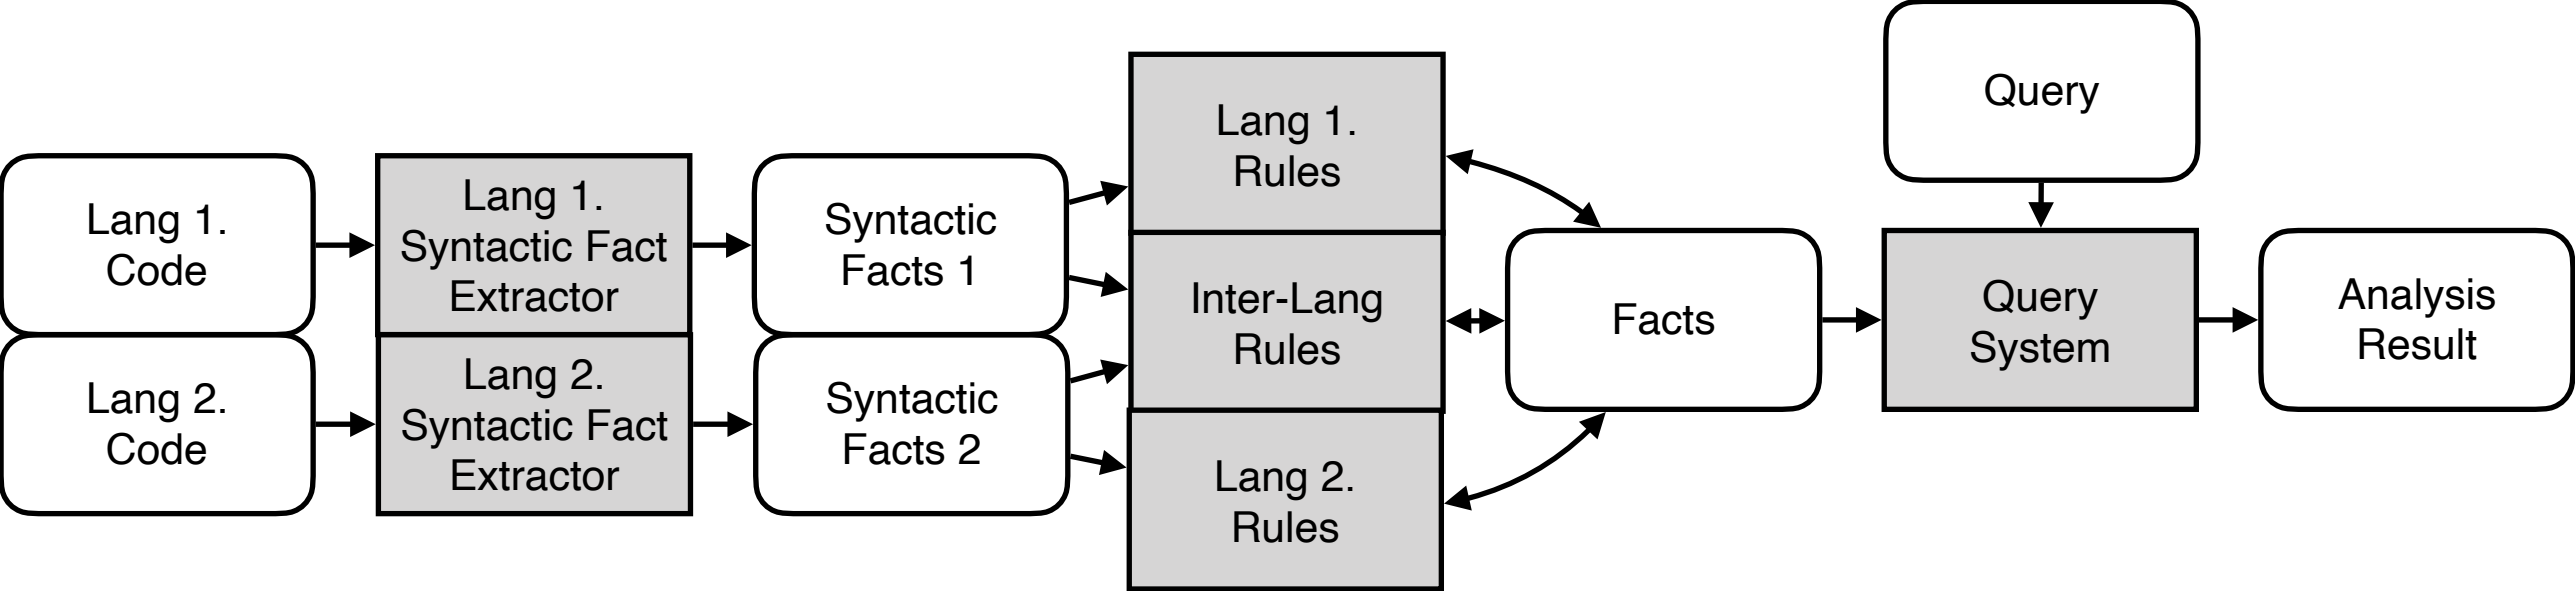 Lang 1.
Code
Lang 2.
Code
Lang 1.
Syntactic Fact
Extractor
Lang 2.
Syntactic Fact
Extractor
Syntactic
Facts 1
Syntactic
Facts 2
Lang 1.
Rules
Inter-Lang
Rules
Lang 2.
Rules
Facts
Query
Query
System
Analysis
Result